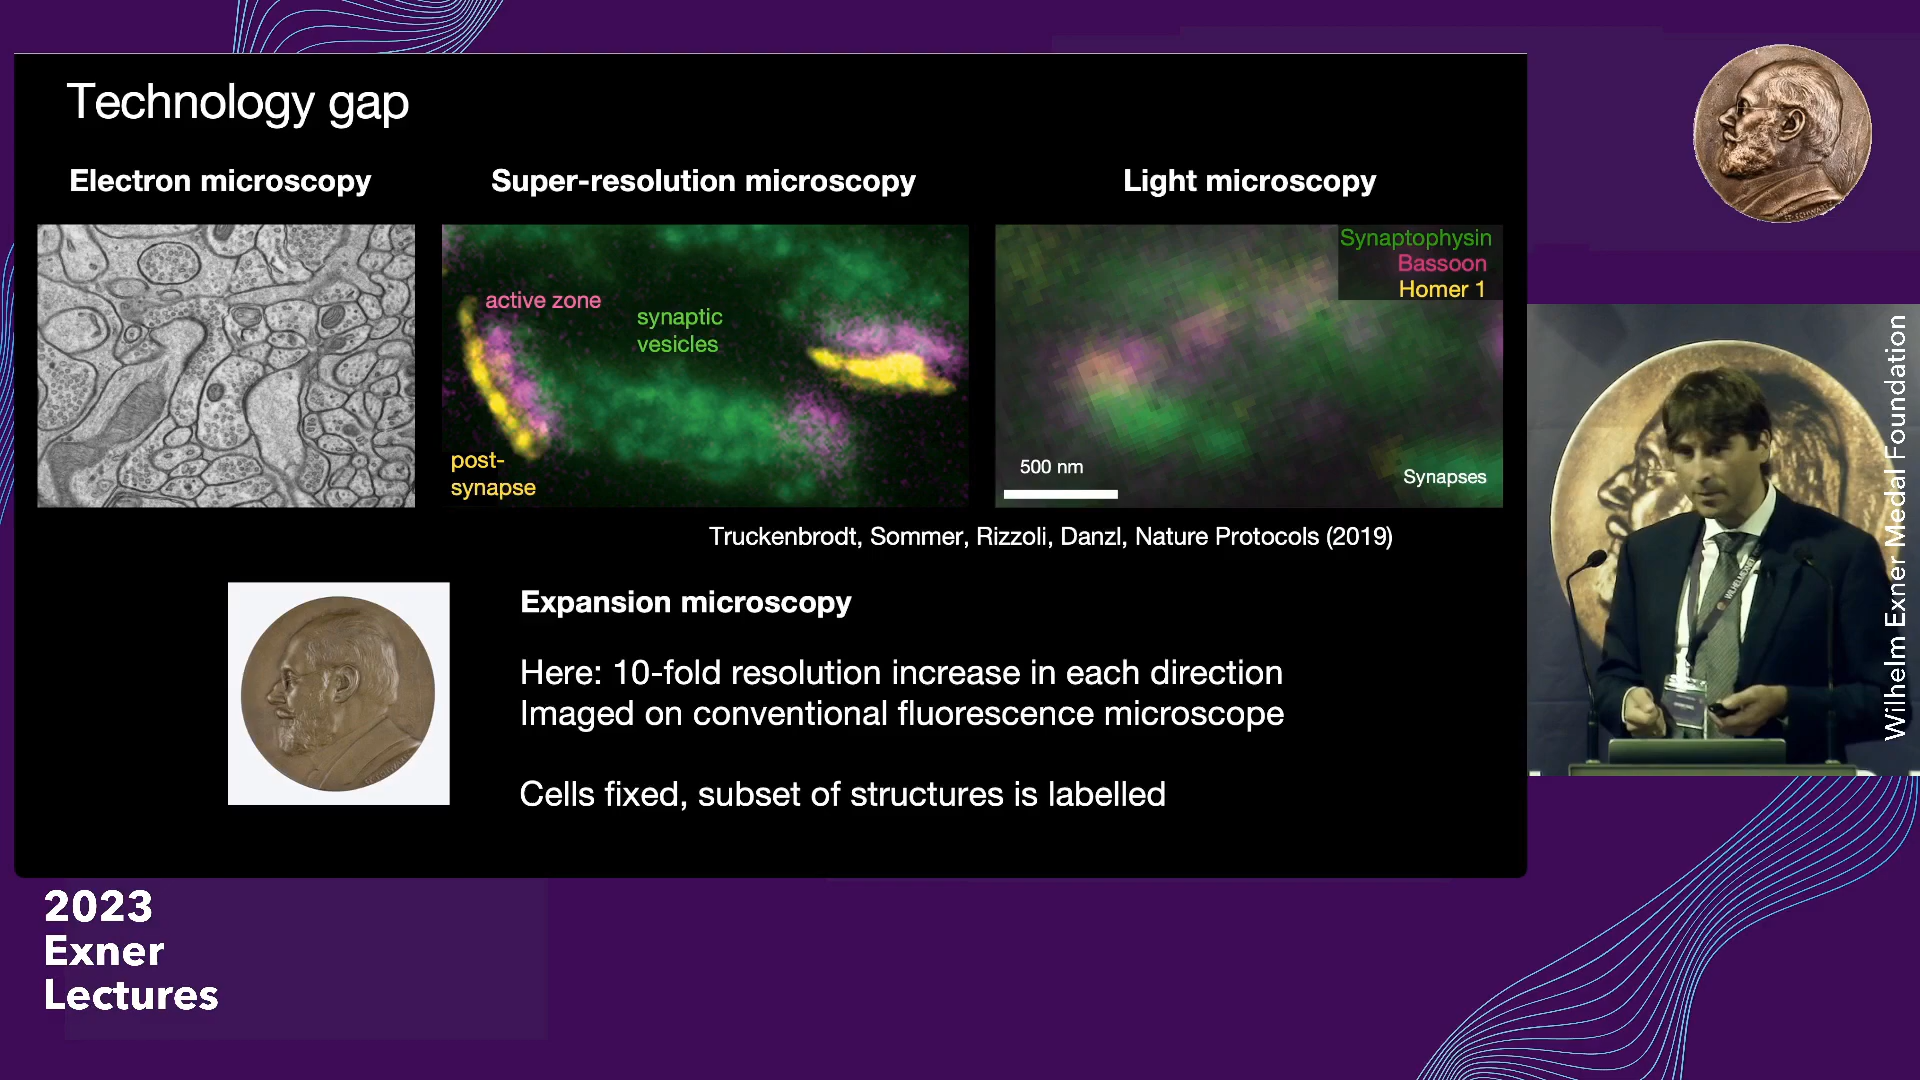 Technology gap
Electron microscopy
Super-resolution microscopy
Light microscopy
active zone
synaptic
vesicles
post-
synapse
Synaptophysin
Bassoon
Homer 1
500 nm
Synapses
Truckenbrodt, Sommer, Rizzoli, Danzl, Nature Protocols (2019)
Expansion microscopy
Here: 10-fold resolution increase in each direction
Imaged on conventional fluorescence microscope
Cells fixed, subset of structures is labelled
Wilhelm Exner Medal Foundation
2023
Exner
Lectures